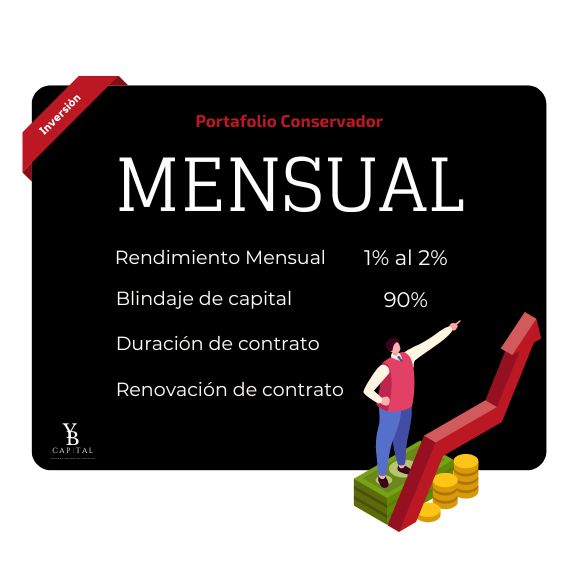 Inversión
Portafolio Conservador
MENSUAL
Rendimiento Mensual 1% al 2%
Blindaje de capital 90%
Duración de contrato
Renovación de contrato
YB
CAPITAL